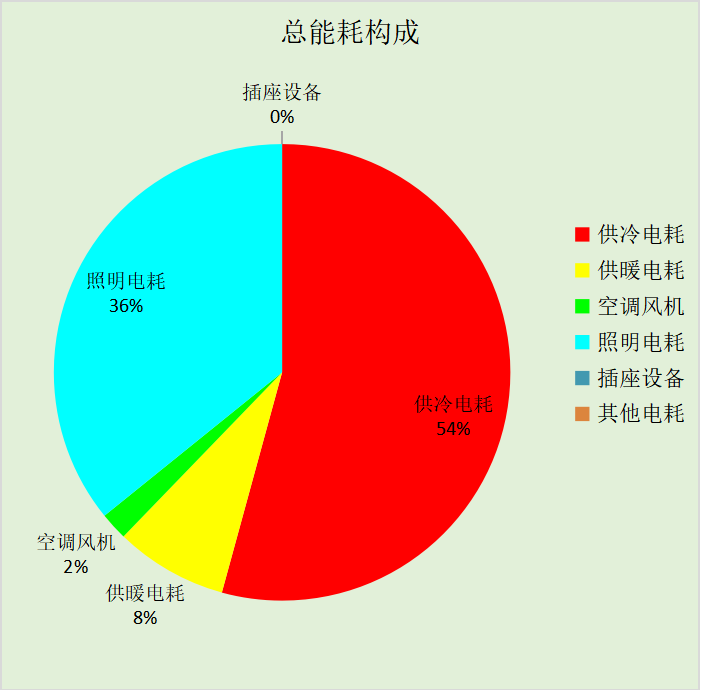 总能耗构成
插座设备
0%
照明电耗
36%
供冷电耗
54%
空调风机
2%
供暖电耗
8%
供冷电耗
供暖电耗
空调风机
照明电耗
插座设备
其他电耗